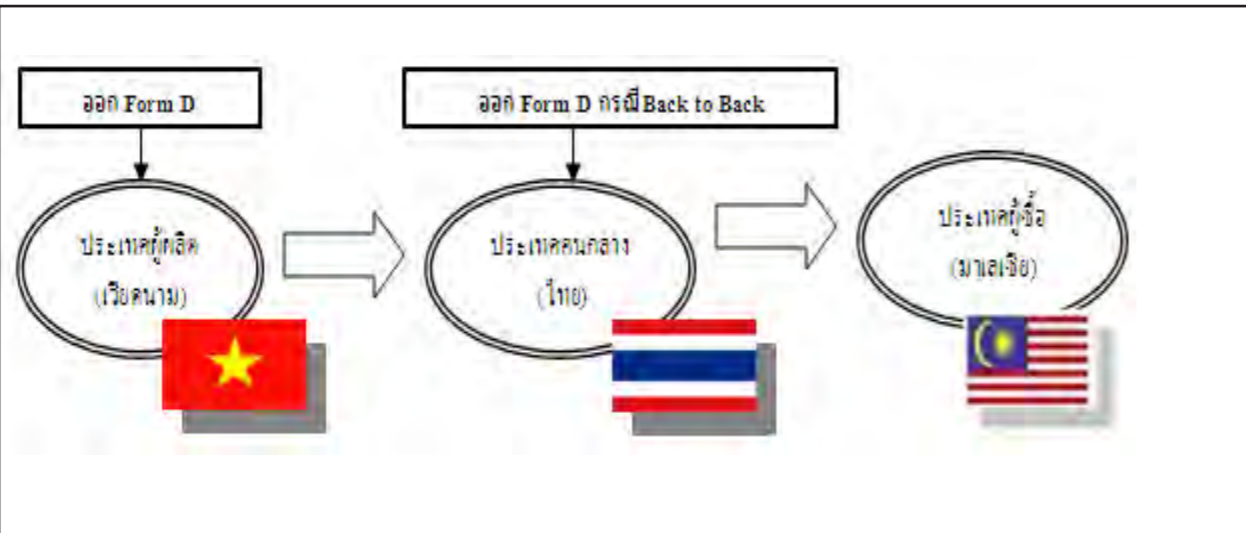 ออก Form D
ออก Form D กรณี Back to Back
ประเทศผู้ผลิต
(เวียดนาม)
ประเทศคนกลาง
(ไทย)
ประเทศผู้ซื้อ
(มาเลเซีย)